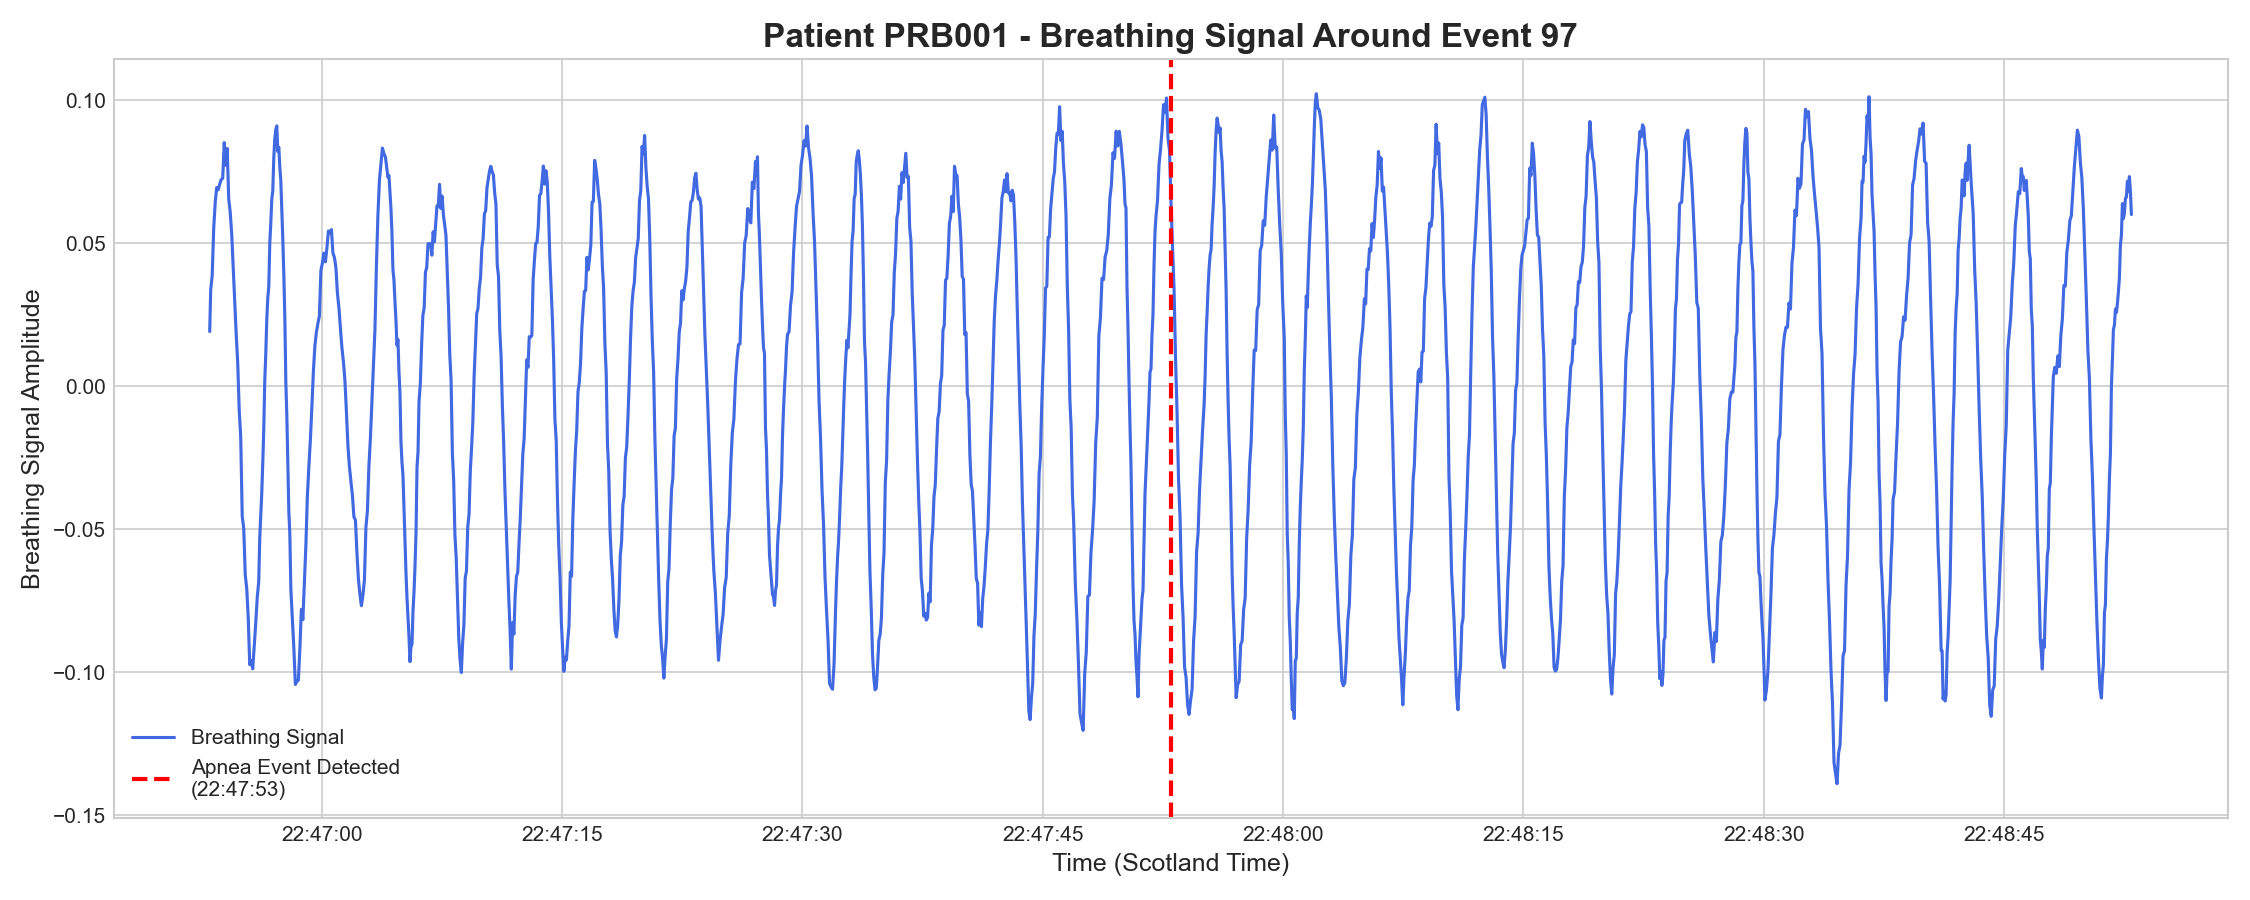 Patient PRB001 - Breathing Signal Around Event 97
Breathing Signal Amplitude
0.10
0.05
0.00
−0.05
−0.10
−0.15
Breathing Signal
Apnea Event Detected
(22:47:53)
22:47:00 22:47:15 22:47:30 22:47:45 22:48:00 22:48:15 22:48:30 22:48:45
Time (Scotland Time)